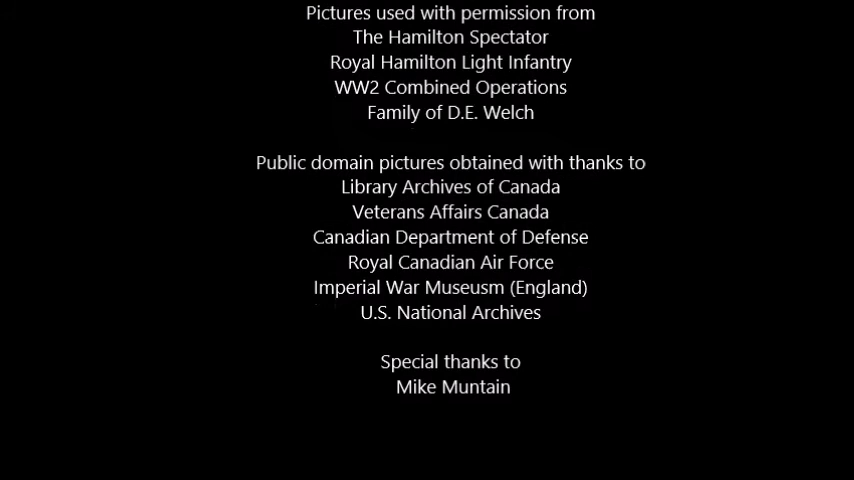 Pictures used with permission from
The Hamilton Spectator
Royal Hamilton Light Infantry
WW2 Combined Operations
Family of D.E. Welch
Public domain pictures obtained with thanks to
Library Archives of Canada
Veterans Affairs Canada
Canadian Department of Defense
Royal Canadian Air Force
Imperial War Museusm (England)
U.S. National Archives
Special thanks to
Mike Muntain